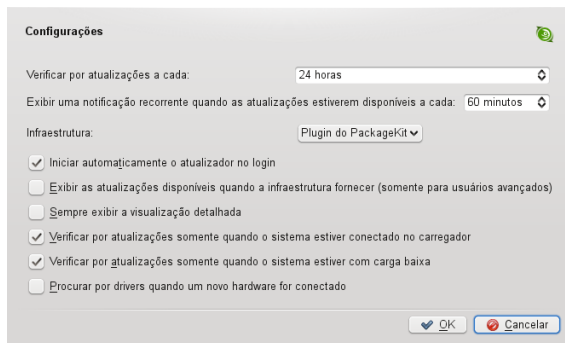 Configurações
Verificar por atualizações a cada: 24 horas
Exibir uma notificação recorrente quando as atualizações estiverem disponíveis a cada: 60 minutos
Infraestrutura: Plugin do PackageKit
Iniciar automaticamente o atualizador no login
Exibir as atualizações disponíveis quando a infraestrutura fornecer (somente para usuários avançados)
Sempre exibir a visualização detalhada
Verificar por atualizações somente quando o sistema estiver conectado no carregador
Verificar por atualizações somente quando o sistema estiver com carga baixa
Procurar por drivers quando um novo hardware for conectado
OK Cancelar